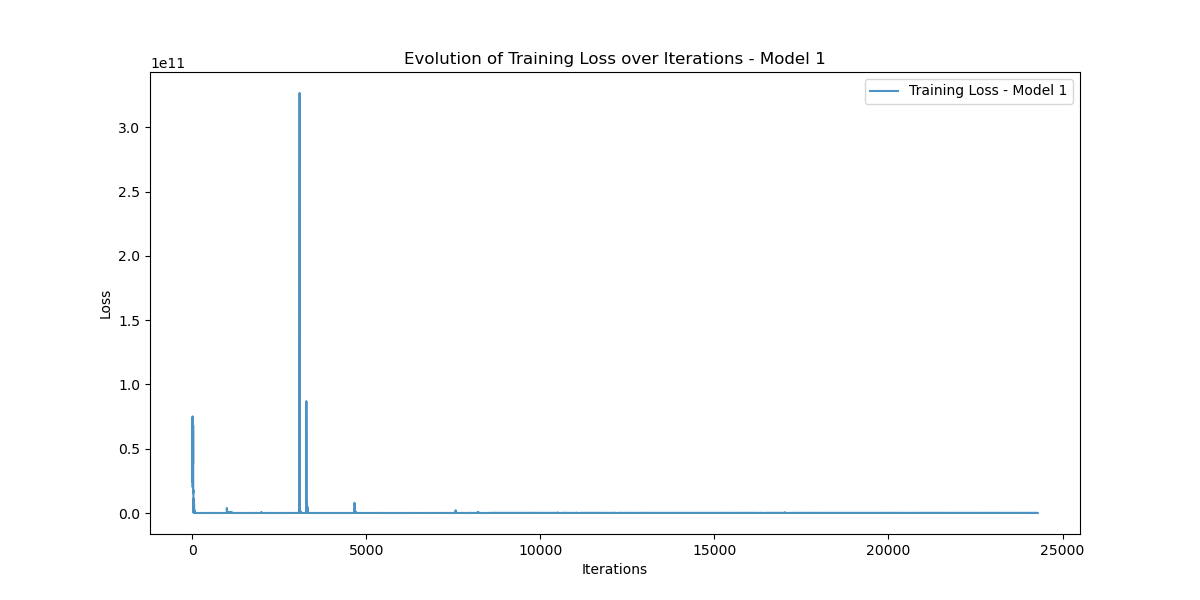 Evolution of Training Loss over Iterations - Model 1
1e11
Training Loss - Model 1
3.0
2.5
2.0
1.5
1.0
0.5
0.0
Loss
0 5000 10000 15000 20000 25000
Iterations